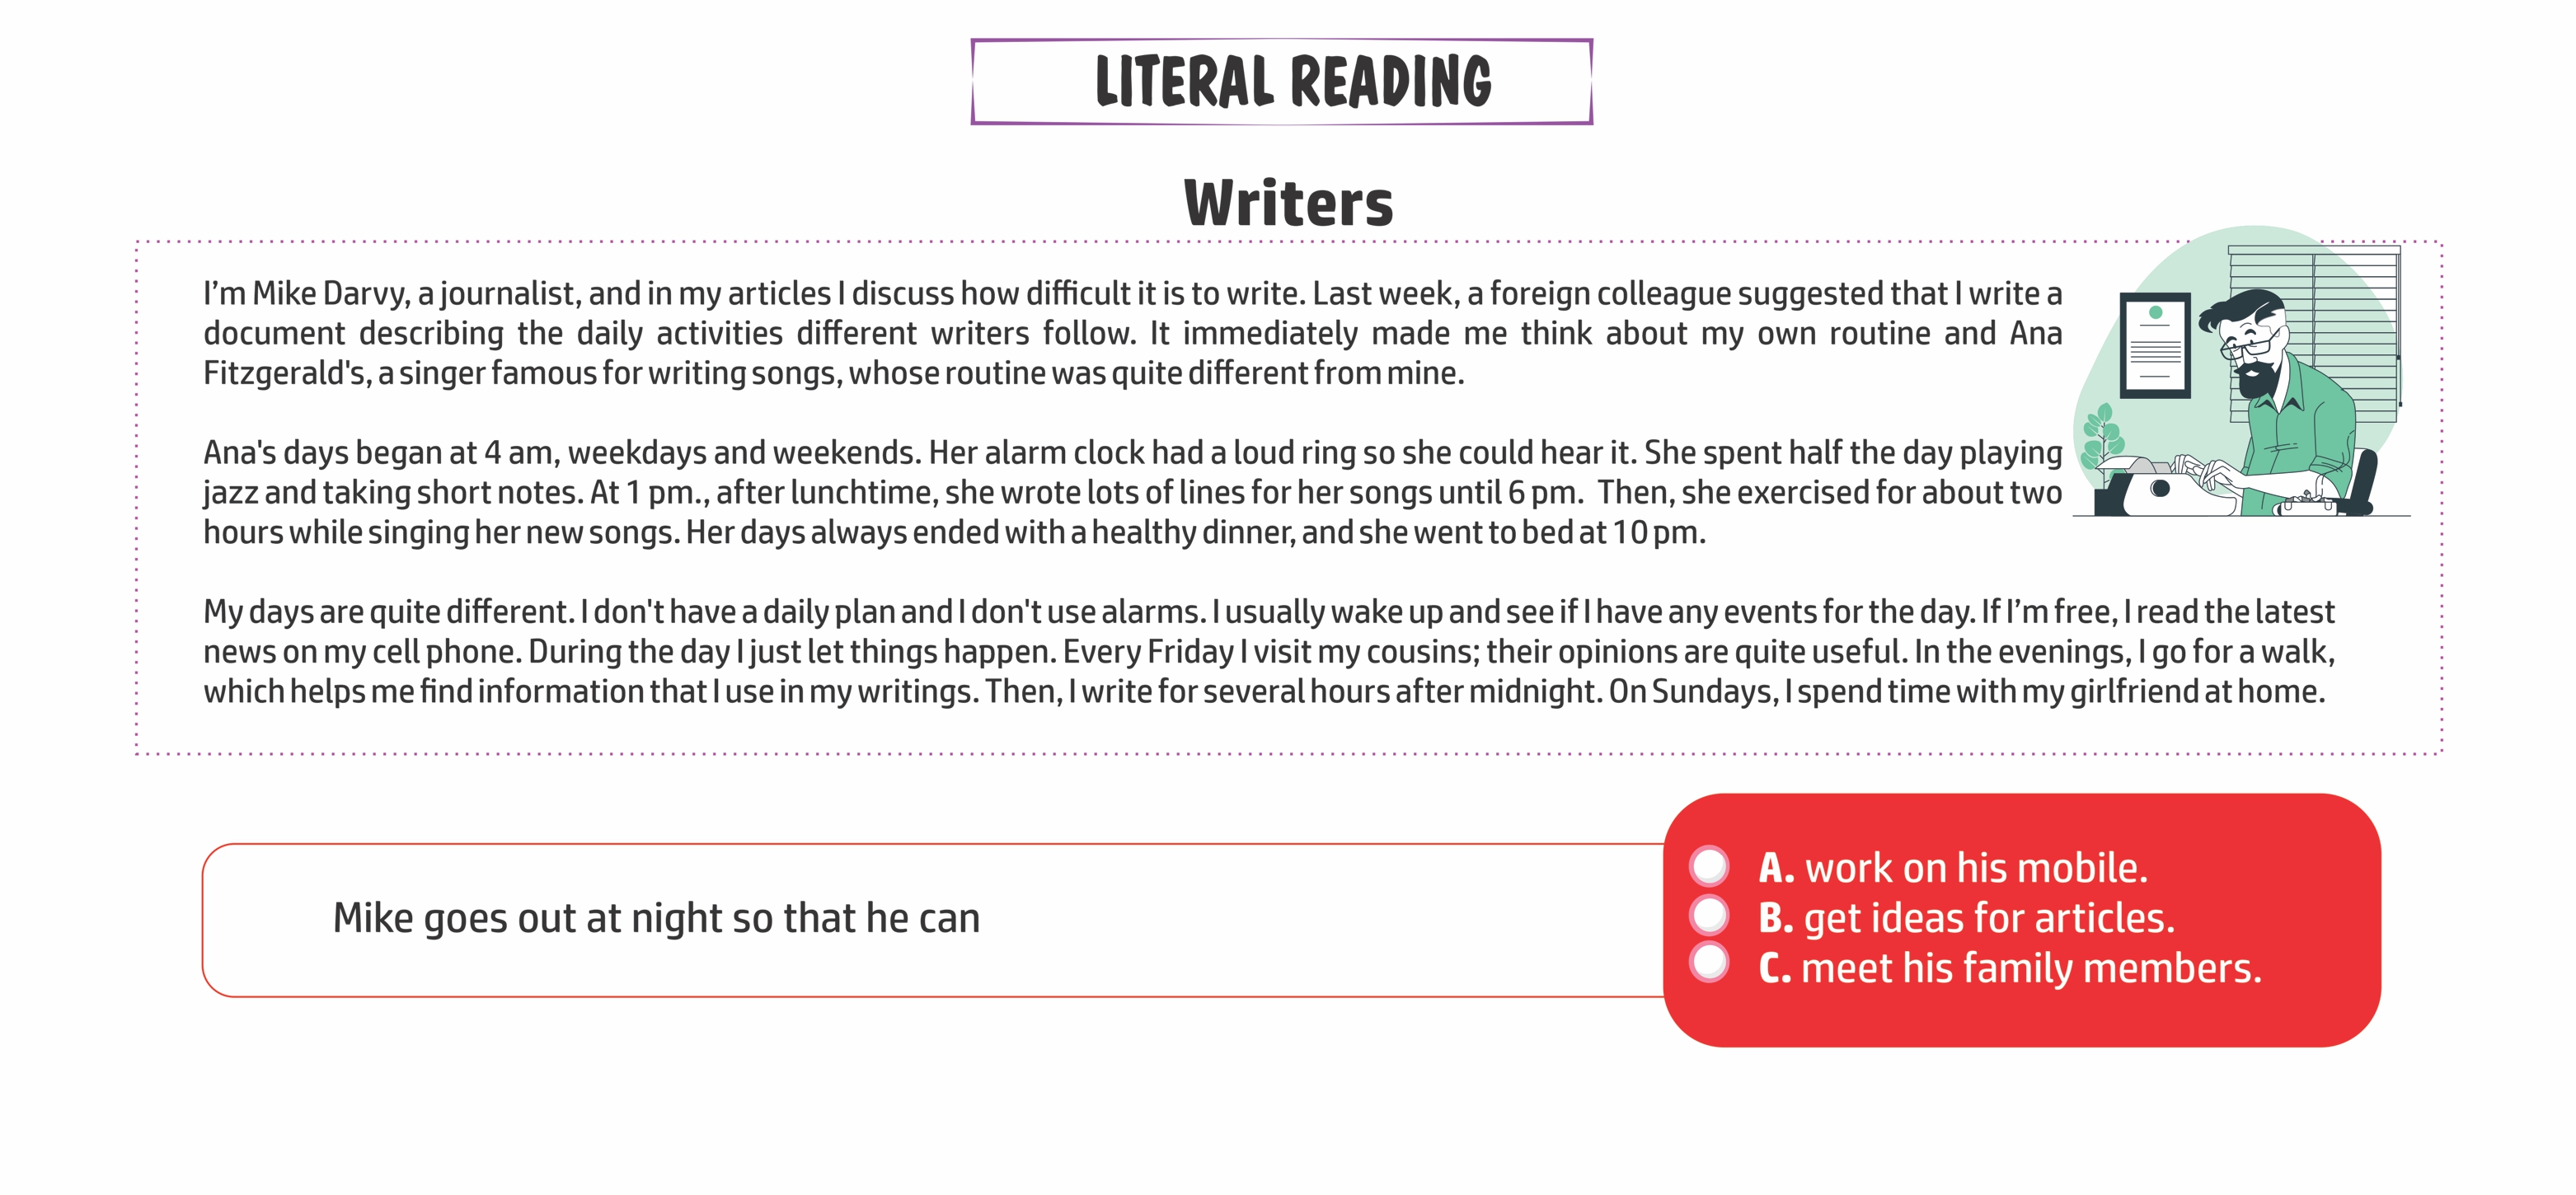 LITERAL READING
Writers
I'm Mike Darvy, a journalist, and in my articles I discuss how difficult it is to write. Last week, a foreign colleague suggested that I write a
document describing the daily activities different writers follow. It immediately made me think about my own routine and Ana
Fitzgerald's, a singer famous for writing songs, whose routine was quite different from mine.
Ana's days began at 4 am, weekdays and weekends. Her alarm clock had a loud ring so she could hear it. She spent half the day playing
jazz and taking short notes. At 1 pm., after lunchtime, she wrote lots of lines for her songs until 6 pm. Then, she exercised for about two
hours while singing her new songs. Her days always ended with a healthy dinner, and she went to bed at 10 pm.
My days are quite different. I don't have a daily plan and I don't use alarms. I usually wake up and see if I have any events for the day. If I'm free, I read the latest
news on my cell phone. During the day I just let things happen. Every Friday I visit my cousins; their opinions are quite useful. In the evenings, I go for a walk,
which helps me find information that I use in my writings. Then, I write for several hours after midnight. On Sundays, I spend time with my girlfriend at home.
Mike goes out at night so that he can
A. work on his mobile.
B. get ideas for articles.
C. meet his family members.